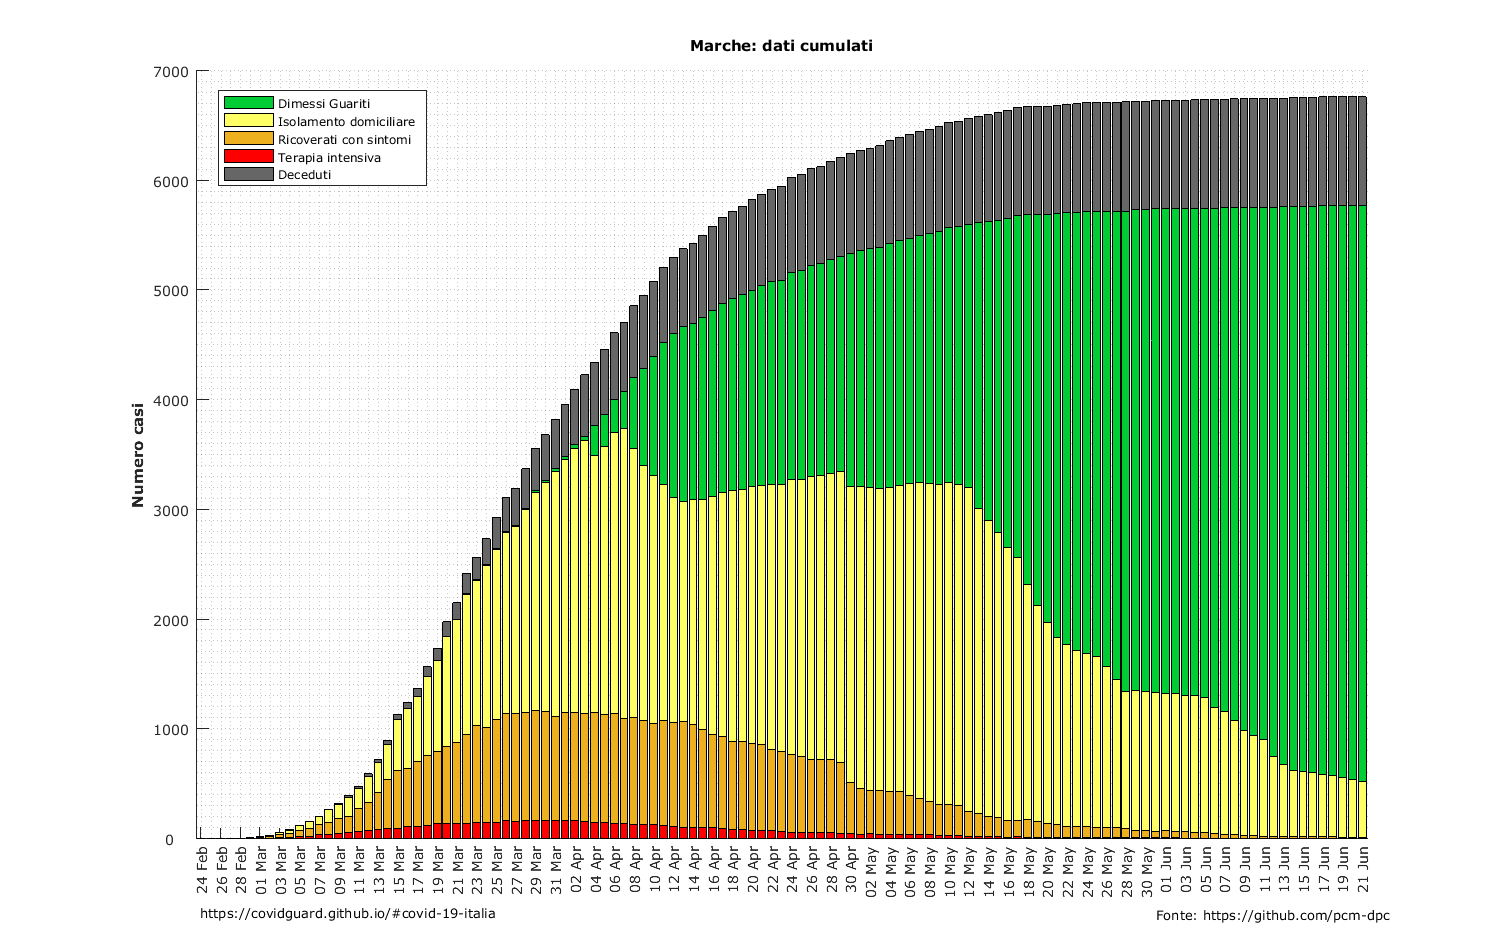 Marche: dati cumulati
7000
6000
5000
4000
3000
2000
1000
0
Numero casi
Dimessi Guariti
Isolamento domiciliare
Ricoverati con sintomi
Terapia intensiva
Deceduti
24 Feb
26 Feb
28 Feb
01 Mar
03 Mar
05 Mar
07 Mar
09 Mar
11 Mar
13 Mar
15 Mar
17 Mar
19 Mar
21 Mar
23 Mar
25 Mar
27 Mar
29 Mar
31 Mar
02 Apr
04 Apr
06 Apr
08 Apr
10 Apr
12 Apr
14 Apr
16 Apr
18 Apr
20 Apr
22 Apr
24 Apr
26 Apr
28 Apr
30 Apr
02 May
04 May
06 May
08 May
10 May
12 May
14 May
16 May
18 May
20 May
22 May
24 May
26 May
28 May
30 May
01 Jun
03 Jun
05 Jun
07 Jun
09 Jun
11 Jun
13 Jun
15 Jun
17 Jun
19 Jun
21 Jun
https://covidguard.github.io/#covid-19-italia
Fonte: https://github.com/pcm-dpc